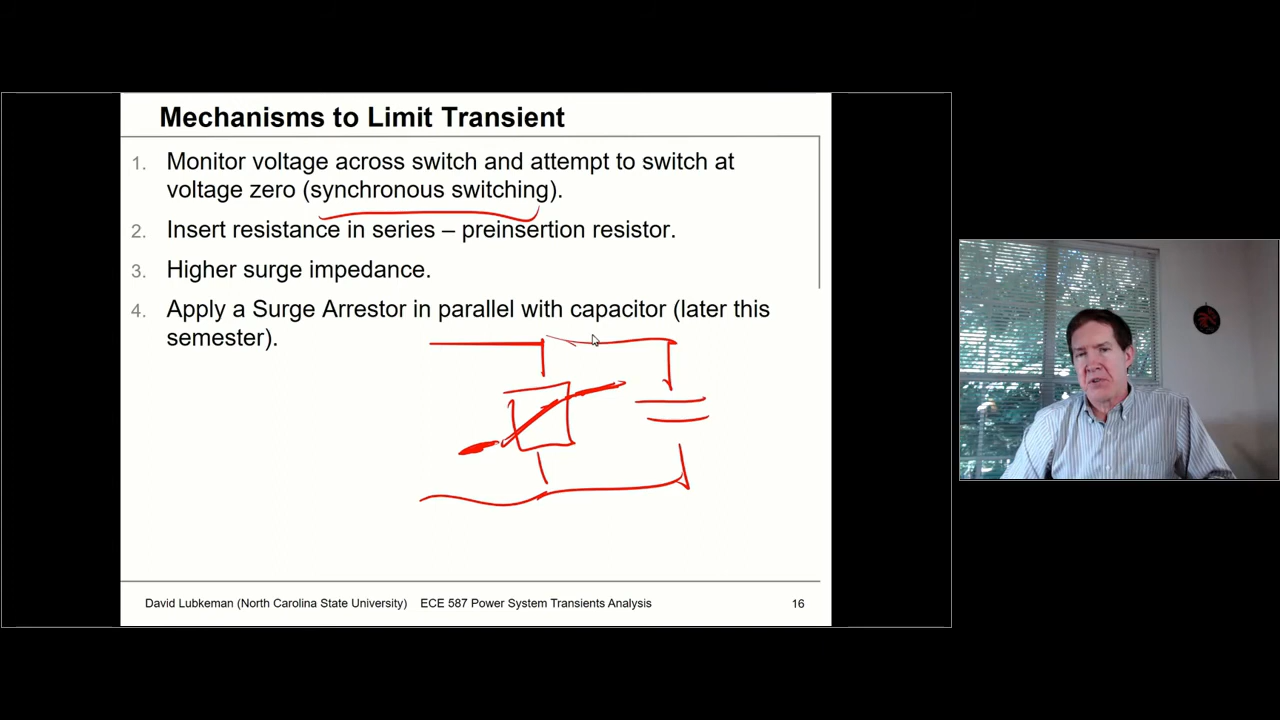 Mechanisms to Limit Transient
1. Monitor voltage across switch and attempt to switch at
voltage zero (synchronous switching).
2. Insert resistance in series – preinsertion resistor.
3. Higher surge impedance.
4. Apply a Surge Arrestor in parallel with capacitor (later this
semester).
David Lubkeman (North Carolina State University) ECE 587 Power System Transients Analysis 16